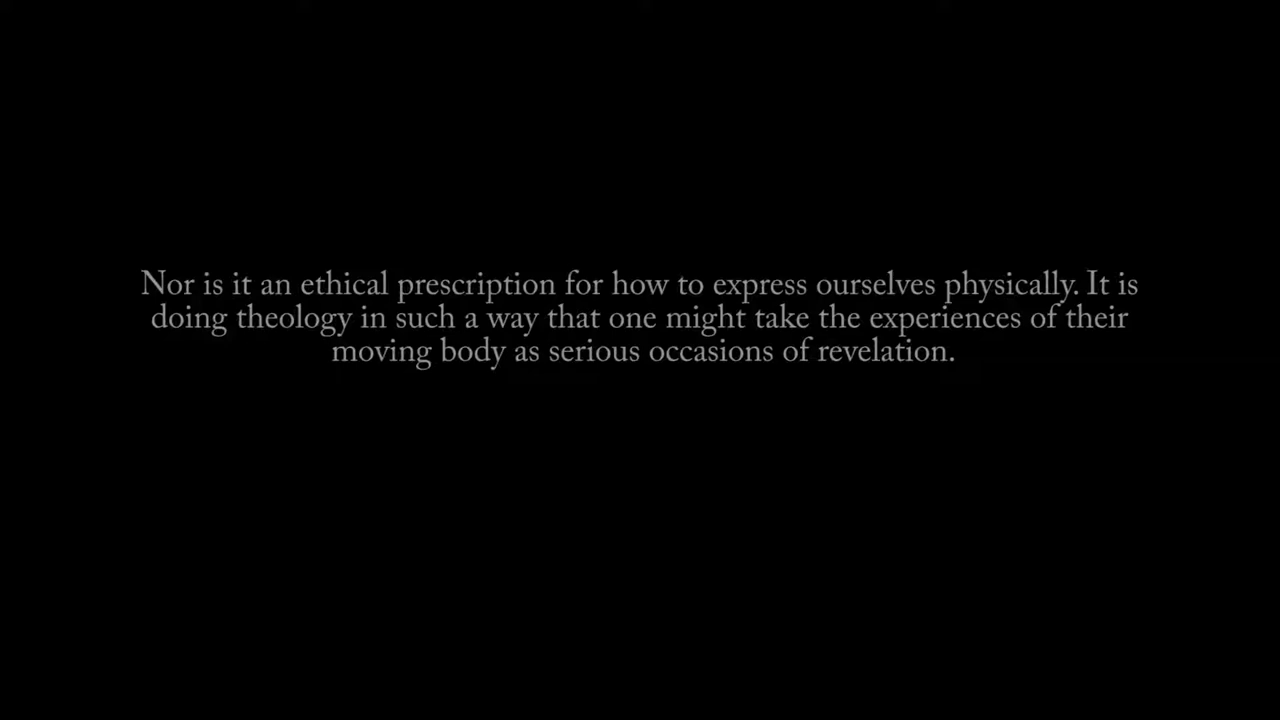 Nor is it an ethical prescription for how to express ourselves physically. It is
doing theology in such a way that one might take the experiences of their
moving body as serious occasions of revelation.